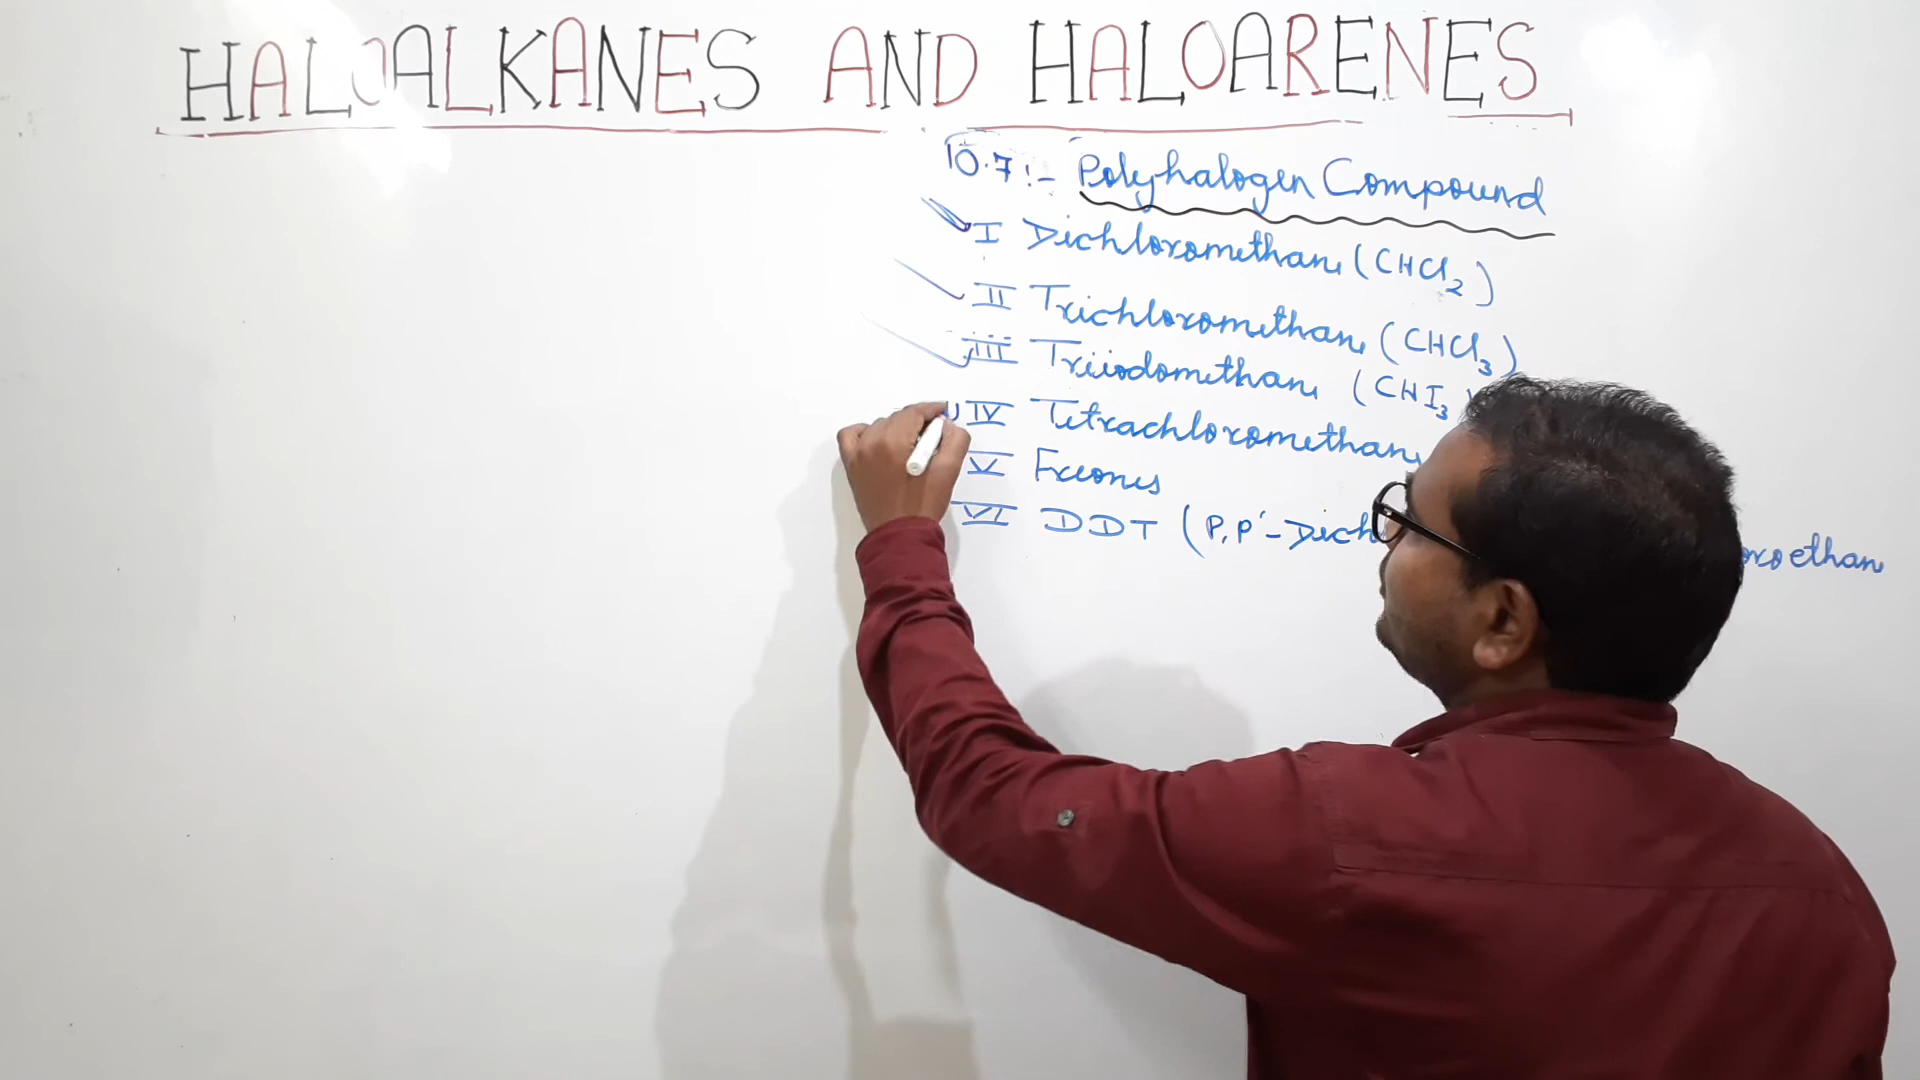 HALOALKANES AND HALOARENES
10.7:- Polyhalogen Compound
I Dichloromethane (CHCl2)
II Trichloromethane (CHCl3)
iii Triiodomethane (CHI3)
IV Tetrachloromethane
V Freones
VI DDT (P,P'-Dich oroethan